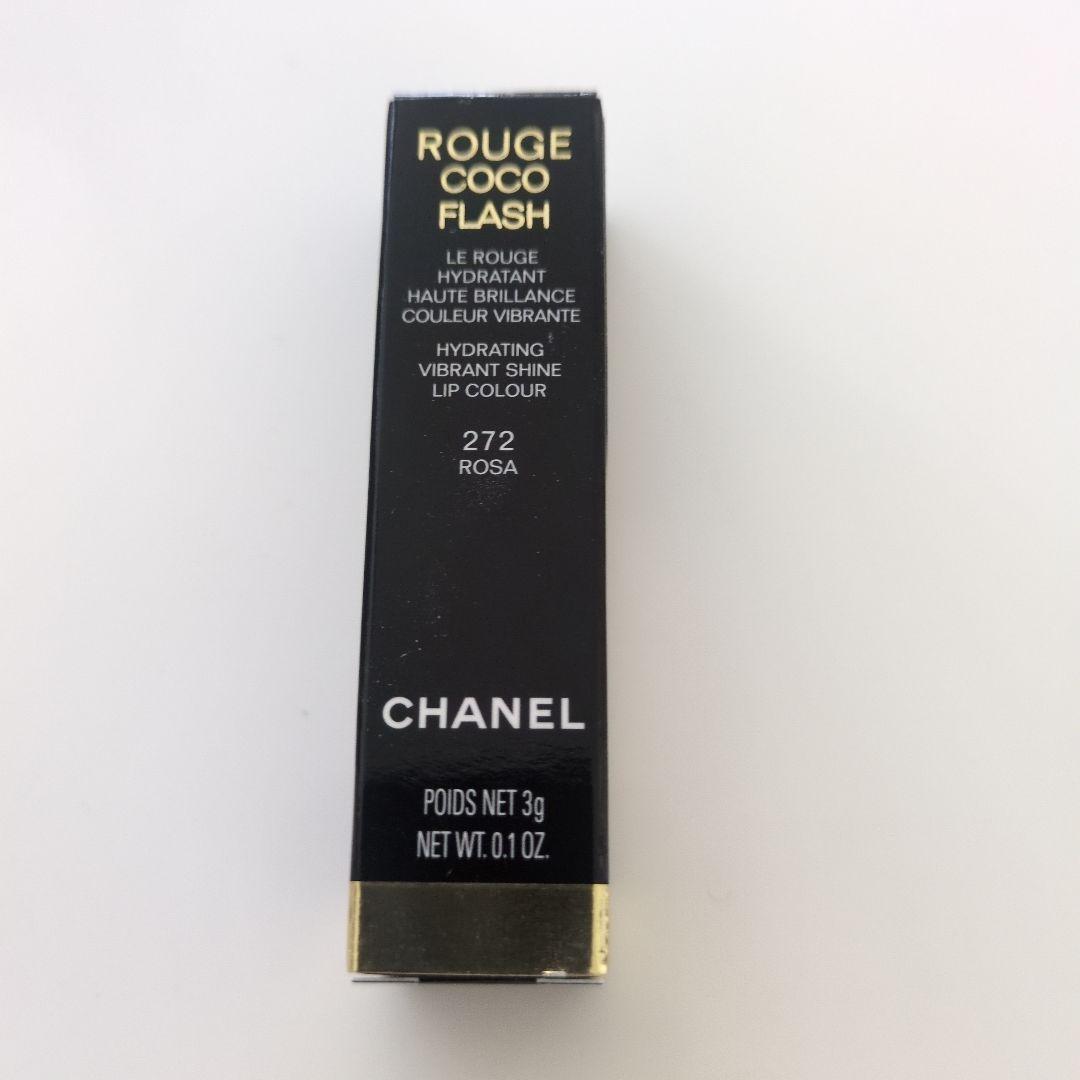 ROUGE
COCO
FLASH
LE ROUGE
HYDRATANT
HAUTE BRILLANCE
COULEUR VIBRANTE
HYDRATING
VIBRANT SHINE
LIP COLOUR
272
ROSA
CHANEL
POIDS NET 3g
NET WT. 0.1 OZ.